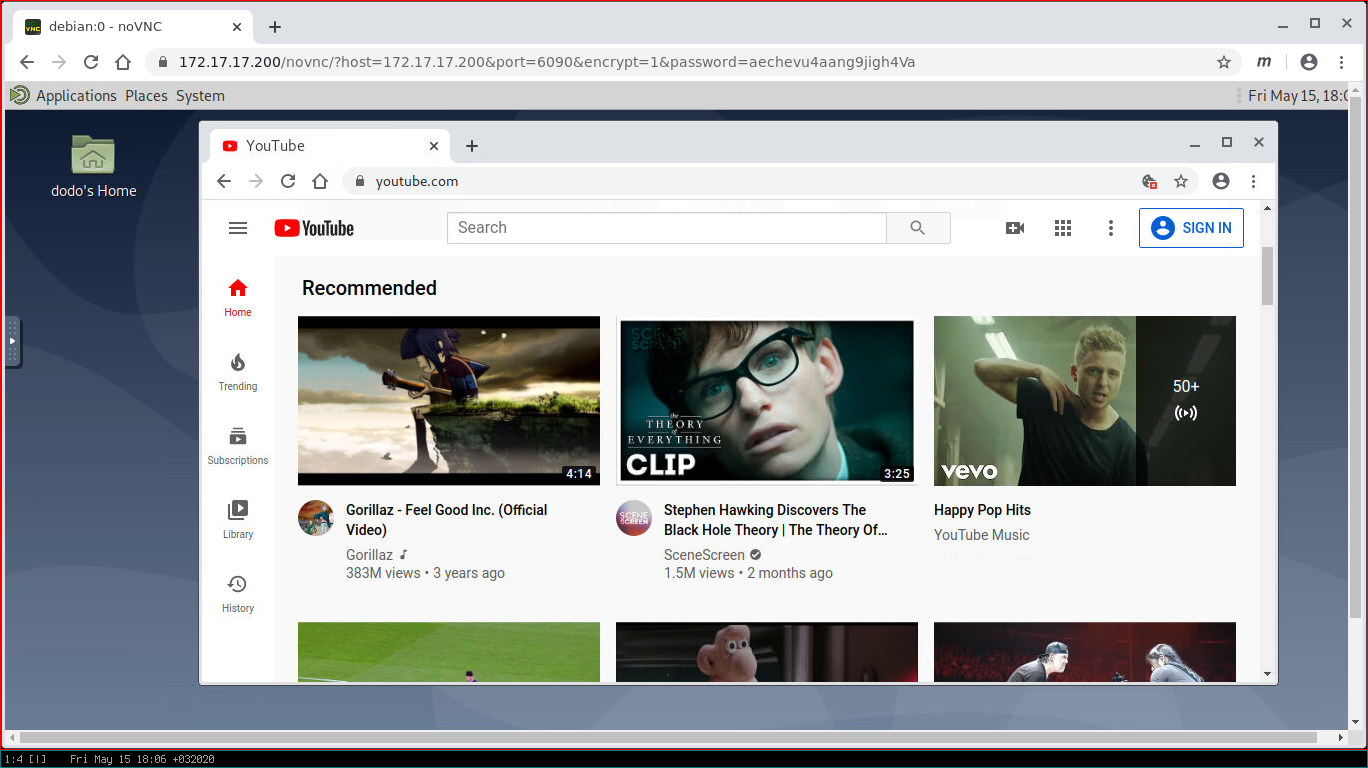 debian:0 - noVNC
172.17.17.200/novnc/?host=172.17.17.200&port=6090&encrypt=1&password=aechevu4aang9jigh4Va
m
Applications Places System
Fri May 15, 18:0
dodo's Home
YouTube
youtube.com
YouTube
Search
SIGN IN
Home
Trending
Subscriptions
Library
History
Recommended
the
THEORY
of
EVERYTHING
CLIP
4:14
3:25
50+
vevo
Gorillaz - Feel Good Inc. (Official
Video)
Gorillaz
383M views • 3 years ago
SCENE
SCREEN
Stephen Hawking Discovers The
Black Hole Theory | The Theory Of...
SceneScreen
1.5M views • 2 months ago
Happy Pop Hits
YouTube Music
1:4 [|] Fri May 15 18:06 +032020